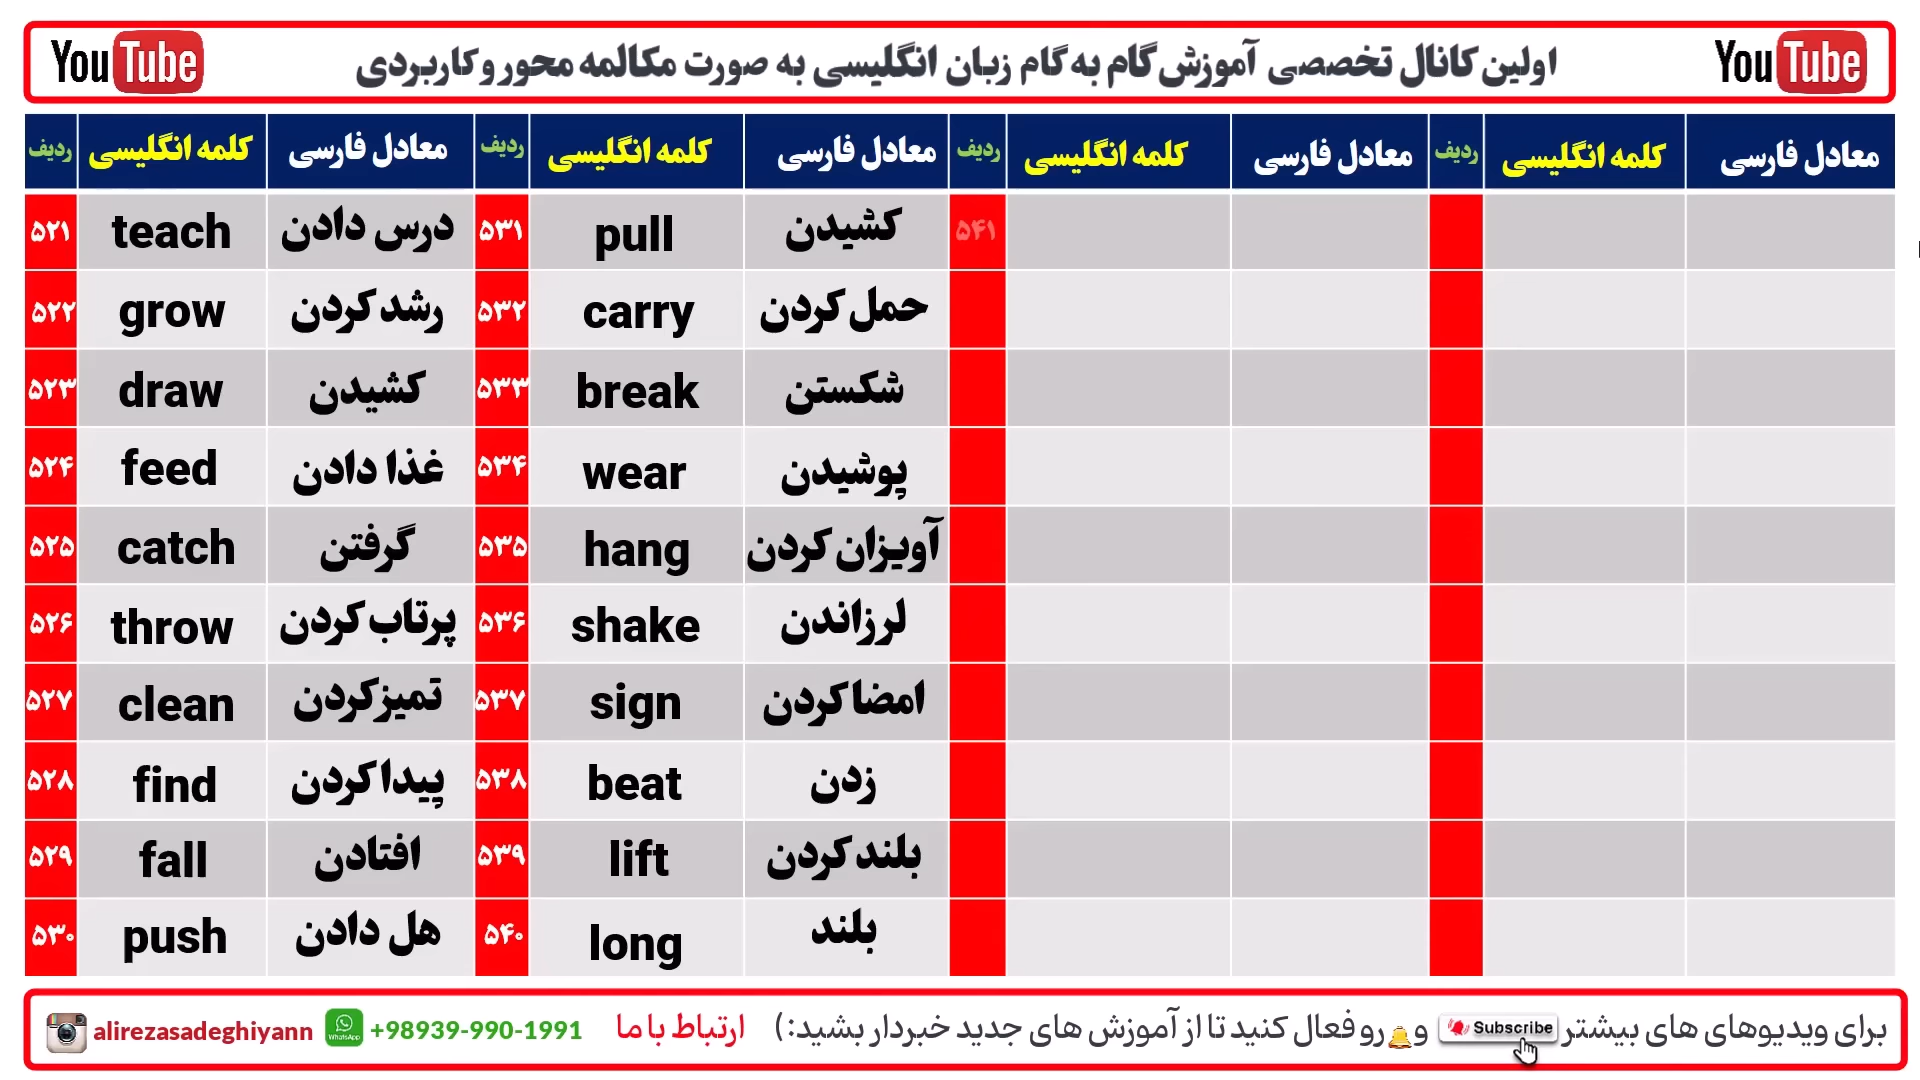 YouTube اولین کانال تخصصی آموزش گام به گام زبان انگلیسی به صورت مکالمه محور و کاربردی YouTube
ردیف کلمه انگلیسی معادل فارسی ردیف کلمه انگلیسی معادل فارسی ردیف کلمه انگلیسی معادل فارسی ردیف کلمه انگلیسی معادل فارسی
۵۲۱ teach درس دادن ۵۳۱ pull کشیدن ۵۴۱
۵۲۲ grow رشد کردن ۵۳۲ carry حمل کردن
۵۲۳ draw کشیدن ۵۳۳ break شکستن
۵۲۴ feed غذا دادن ۵۳۴ wear پوشیدن
۵۲۵ catch گرفتن ۵۳۵ hang آویزان کردن
۵۲۶ throw پرتاب کردن ۵۳۶ shake لرزاندن
۵۲۷ clean تمیز کردن ۵۳۷ sign امضا کردن
۵۲۸ find پیدا کردن ۵۳۸ beat زدن
۵۲۹ fall افتادن ۵۳۹ lift بلند کردن
۵۳۰ push هل دادن ۵۴۰ long بلند
برای ویدیوهای های بیشتر Subscribe و رو فعال کنید تا از آموزش های جدید خبردار بشید:) ارتباط با ما +98939-990-1991 WhatsApp alirezasadeghiyann